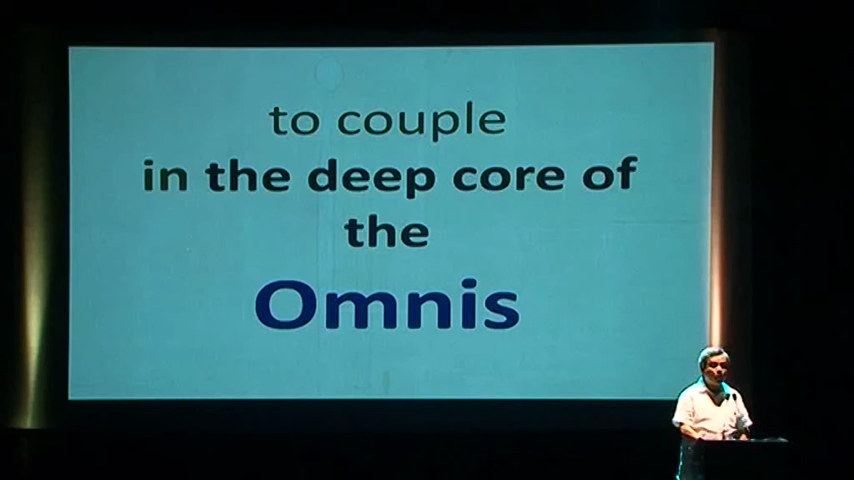 to couple
in the deep core of
the
Omnis